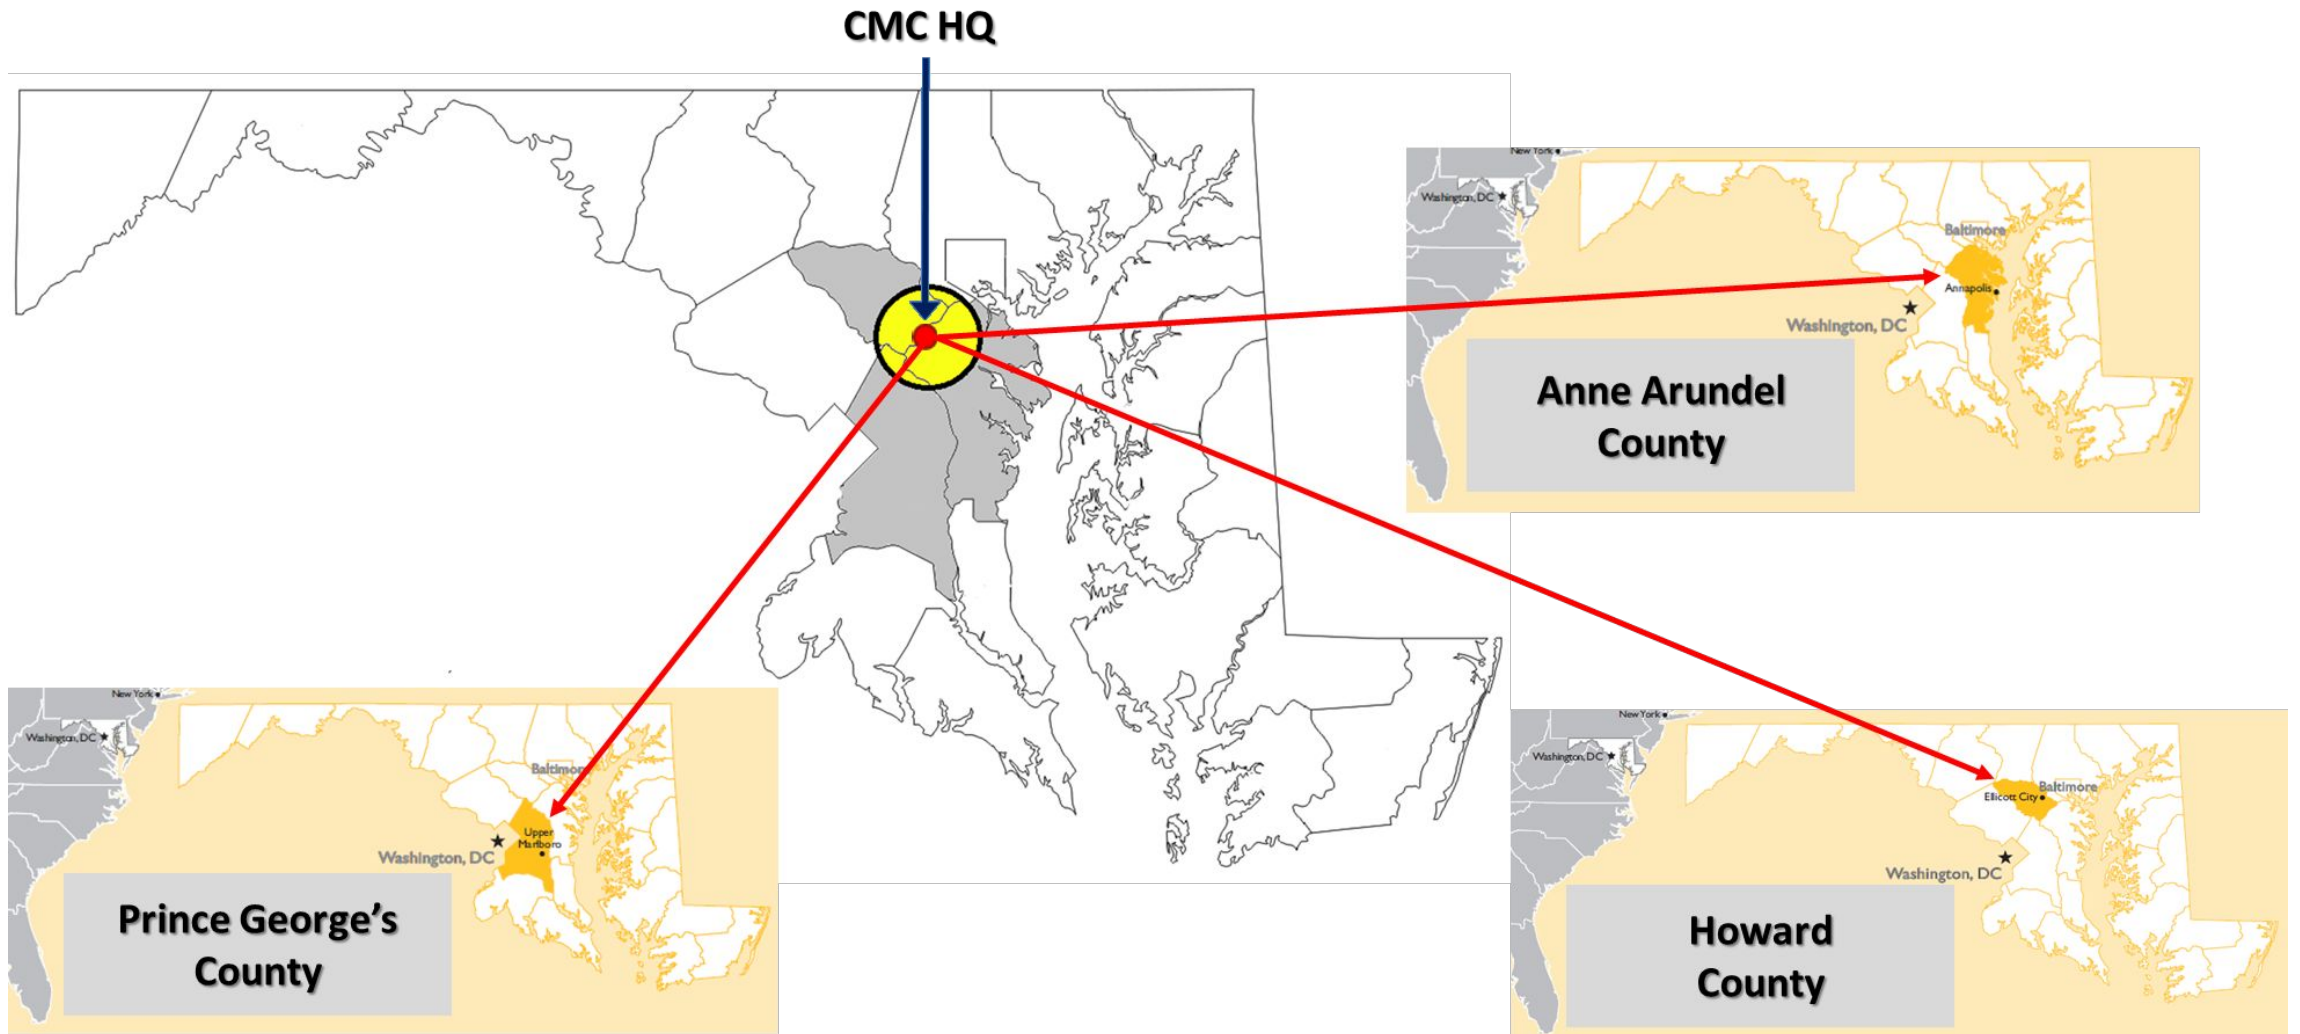 CMC HQ
New York
Washington, DC
Baltimore
Annapolis
Washington, DC
Anne Arundel
County
New York
Washington, DC
Baltimore
Upper
Marlboro
Washington, DC
Prince George’s
County
New York
Washington, DC
Baltimore
Ellicott City
Washington, DC
Howard
County